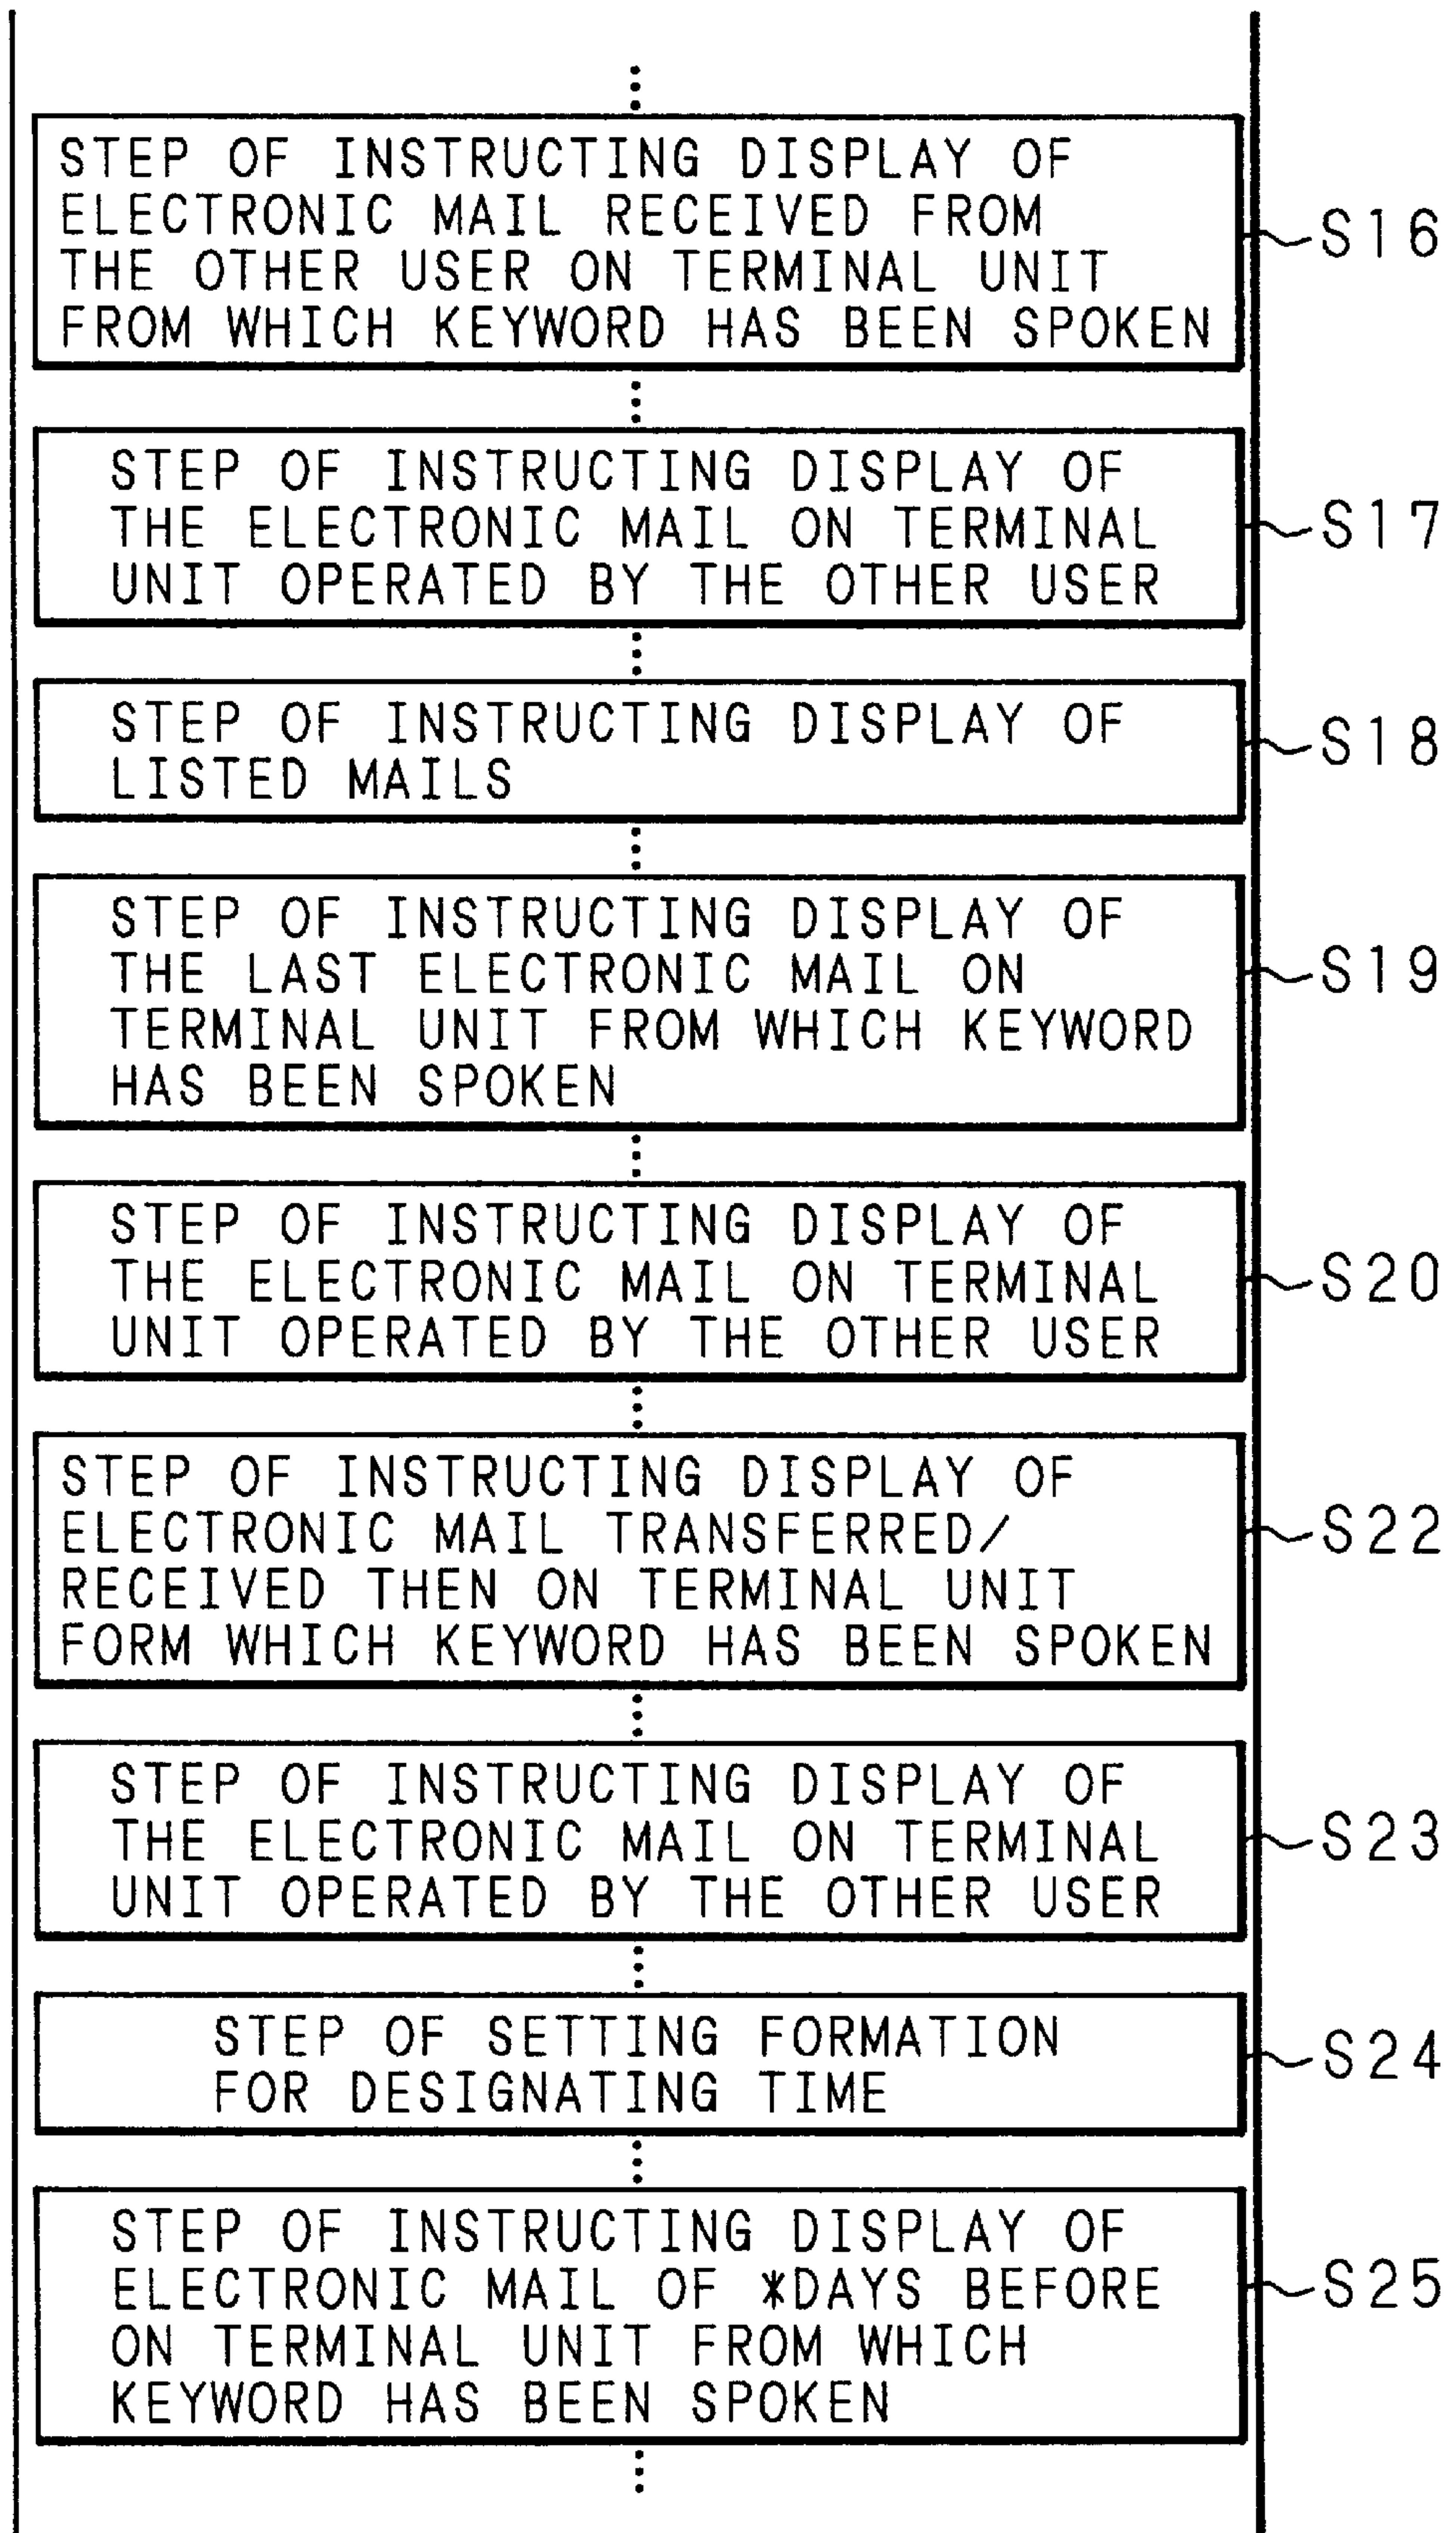 STEP OF INSTRUCTING DISPLAY OF
ELECTRONIC MAIL RECEIVED FROM
THE OTHER USER ON TERMINAL UNIT
FROM WHICH KEYWORD HAS BEEN SPOKEN
S16
STEP OF INSTRUCTING DISPLAY OF
THE ELECTRONIC MAIL ON TERMINAL
UNIT OPERATED BY THE OTHER USER
S17
STEP OF INSTRUCTING DISPLAY OF
LISTED MAILS
S18
STEP OF INSTRUCTING DISPLAY OF
THE LAST ELECTRONIC MAIL ON
TERMINAL UNIT FROM WHICH KEYWORD
HAS BEEN SPOKEN
S19
STEP OF INSTRUCTING DISPLAY OF
THE ELECTRONIC MAIL ON TERMINAL
UNIT OPERATED BY THE OTHER USER
S20
STEP OF INSTRUCTING DISPLAY OF
ELECTRONIC MAIL TRANSFERRED/
RECEIVED THEN ON TERMINAL UNIT
FORM WHICH KEYWORD HAS BEEN SPOKEN
S22
STEP OF INSTRUCTING DISPLAY OF
THE ELECTRONIC MAIL ON TERMINAL
UNIT OPERATED BY THE OTHER USER
S23
STEP OF SETTING FORMATION
FOR DESIGNATING TIME
S24
STEP OF INSTRUCTING DISPLAY OF
ELECTRONIC MAIL OF *DAYS BEFORE
ON TERMINAL UNIT FROM WHICH
KEYWORD HAS BEEN SPOKEN
S25